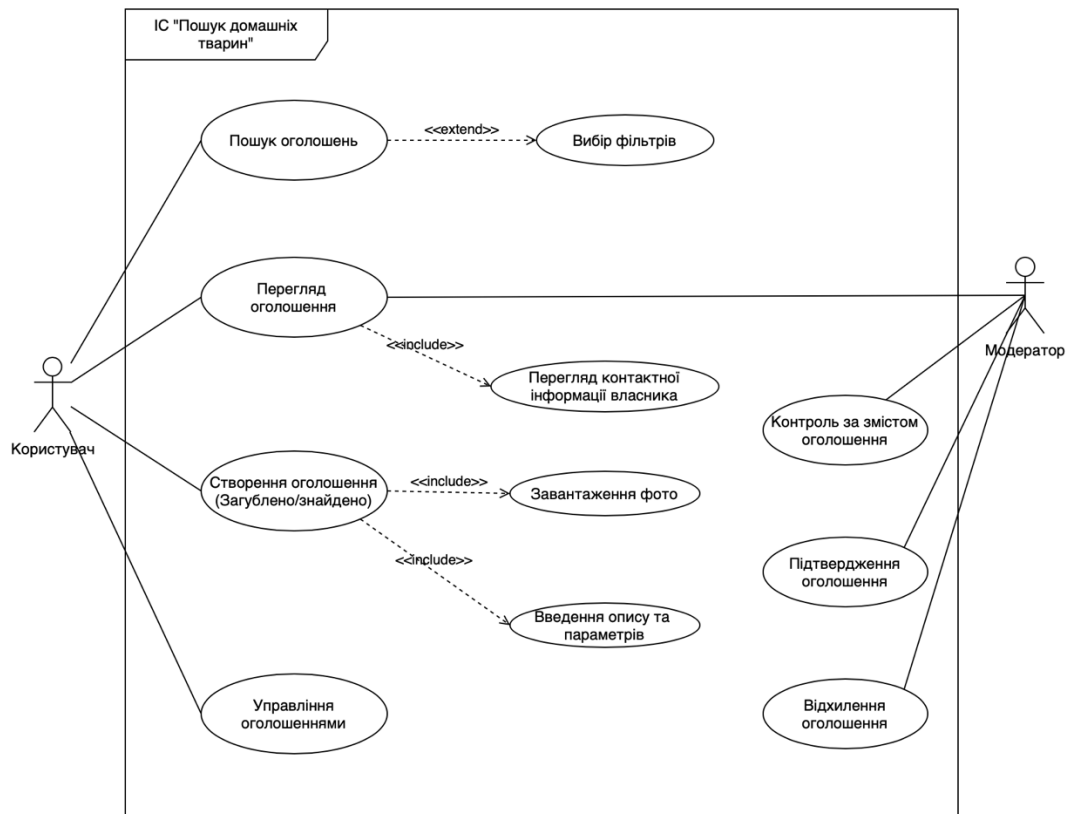 ІС "Пошук домашніх
тварин"
Пошук оголошень
<<extend>>
Вибір фільтрів
Перегляд
оголошення
<<include>>
Перегляд контактної
інформації власника
Модератор
Контроль за змістом
оголошення
Користувач
Створення оголошення
(Загублено/знайдено)
<<include>>
Завантаження фото
<<include>>
Підтвердження
оголошення
Введення опису та
параметрів
Управління
оголошеннями
Відхилення
оголошення